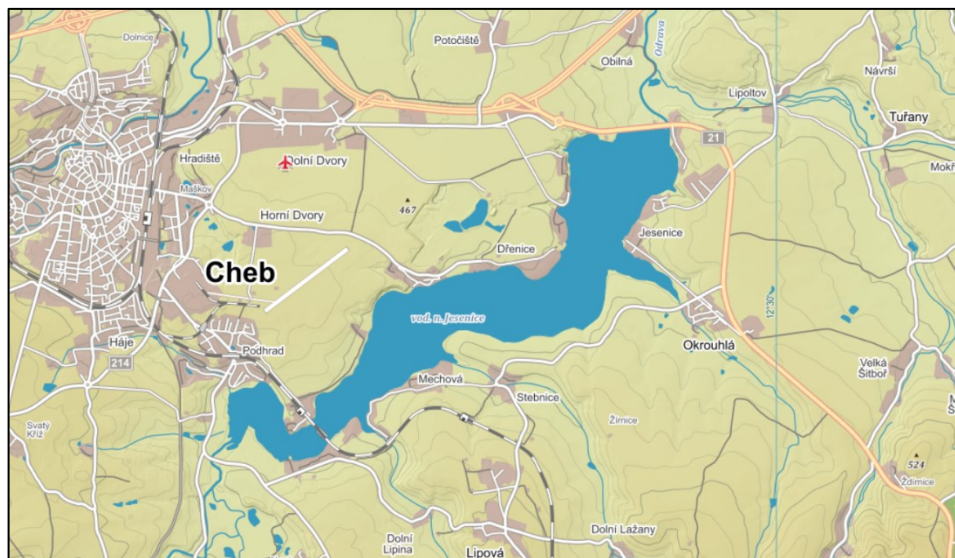 Dolnice
Potočiště
Odrava
Obilná
Návrší
Lipoltov
Tuřany
21
Hradiště
Dolní Dvory
Mokř
Maškov
467
Horní Dvory
Jesenice
Dřenice
Cheb
12°30'
vod. n. Jesenice
Háje
Okrouhlá
Podhrad
214
Velká
Šitboř
Mechová
Stebnice
Svatý
Kříž
Žírnice
524
Ždírnice
Dolní
Lipina
Dolní Lažany
Lipová